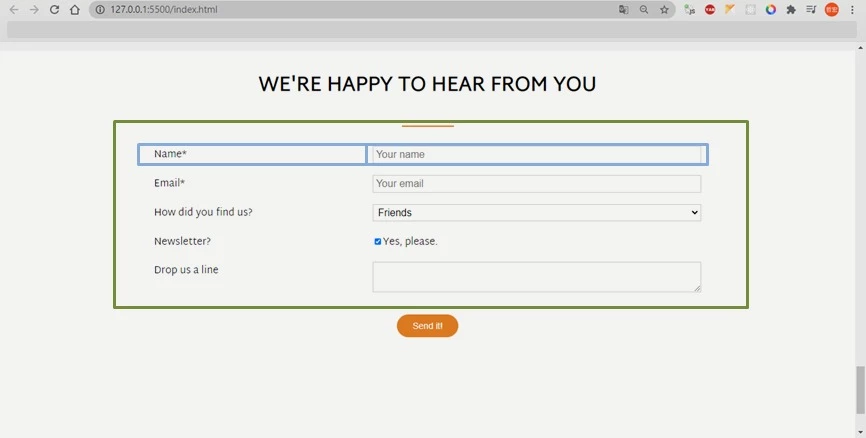 127.0.0.1:5500/index.html
WE'RE HAPPY TO HEAR FROM YOU
Name* Your name
Email* Your email
How did you find us? Friends
Newsletter? Yes, please.
Drop us a line
Send it!